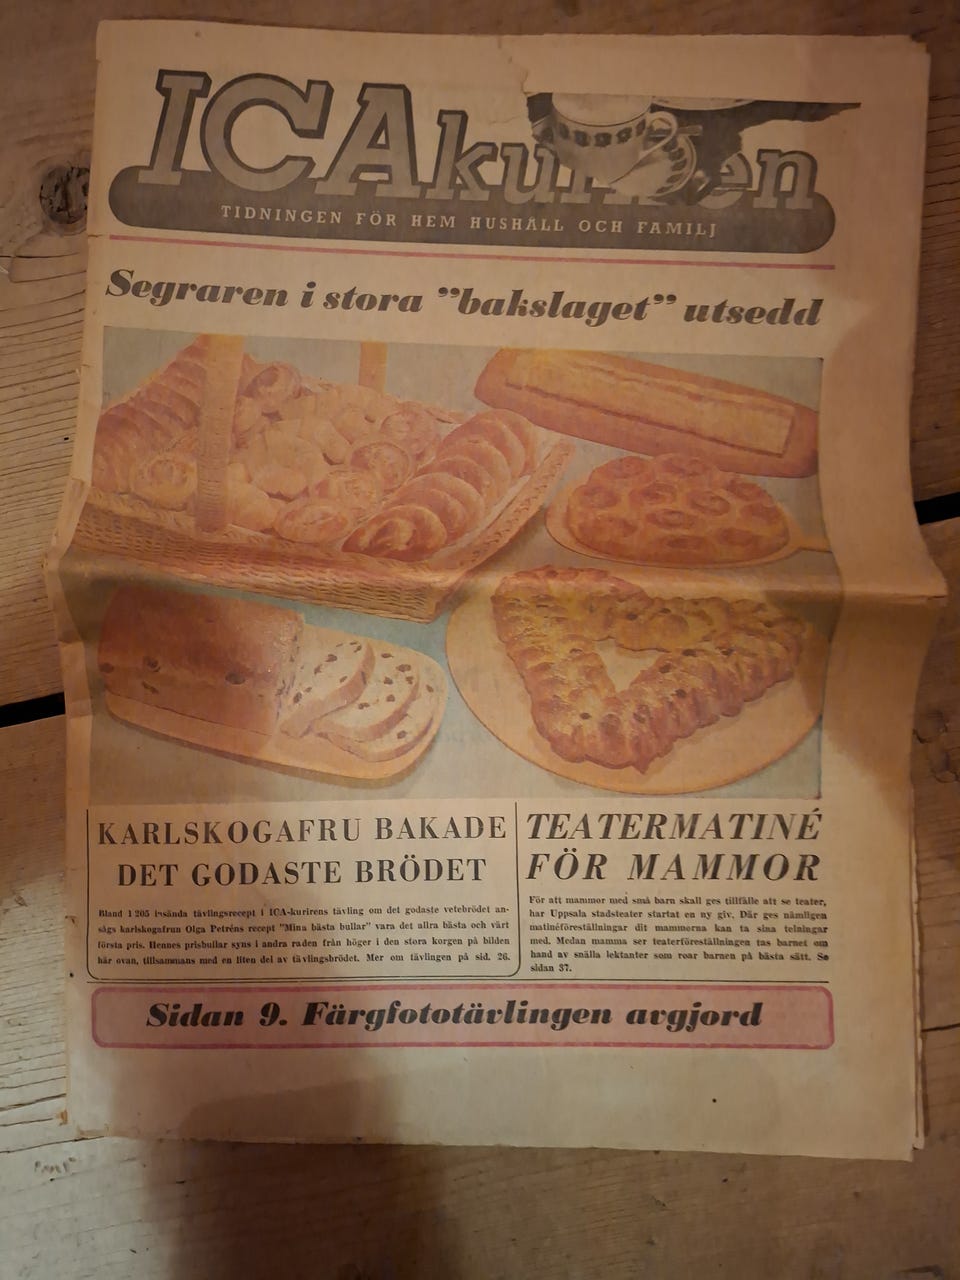 ICAkuriren
TIDNINGEN FÖR HEM HUSHÅLL OCH FAMILJ
Segraren i stora ”bakslaget” utsedd
KARLSKOGAFRU BAKADE
DET GODASTE BRÖDET
Bland 1 205 insända tävlingsrecept i ICA-kurirens tävling om det godaste vetebrödet an-
sågs karlskogafrun Olga Petréns recept "Mina bästa bullar" vara det allra bästa och värt
första pris. Hennes prisbullar syns i andra raden från höger i den stora korgen på bilden
här ovan, tillsammans med en liten del av tävlingsbrödet. Mer om tävlingen på sid. 26.
TEATERMATINÉ
FÖR MAMMOR
För att mammor med små barn skall ges tillfälle att se teater,
har Uppsala stadsteater startat en ny giv. Där ges nämligen
matinéföreställningar dit mammorna kan ta sina telningar
med. Medan mamma ser teaterföreställningen tas barnet om
hand av snälla lektanter som roar barnen på bästa sätt. Se
sidan 37.
Sidan 9. Färgfototävlingen avgjord